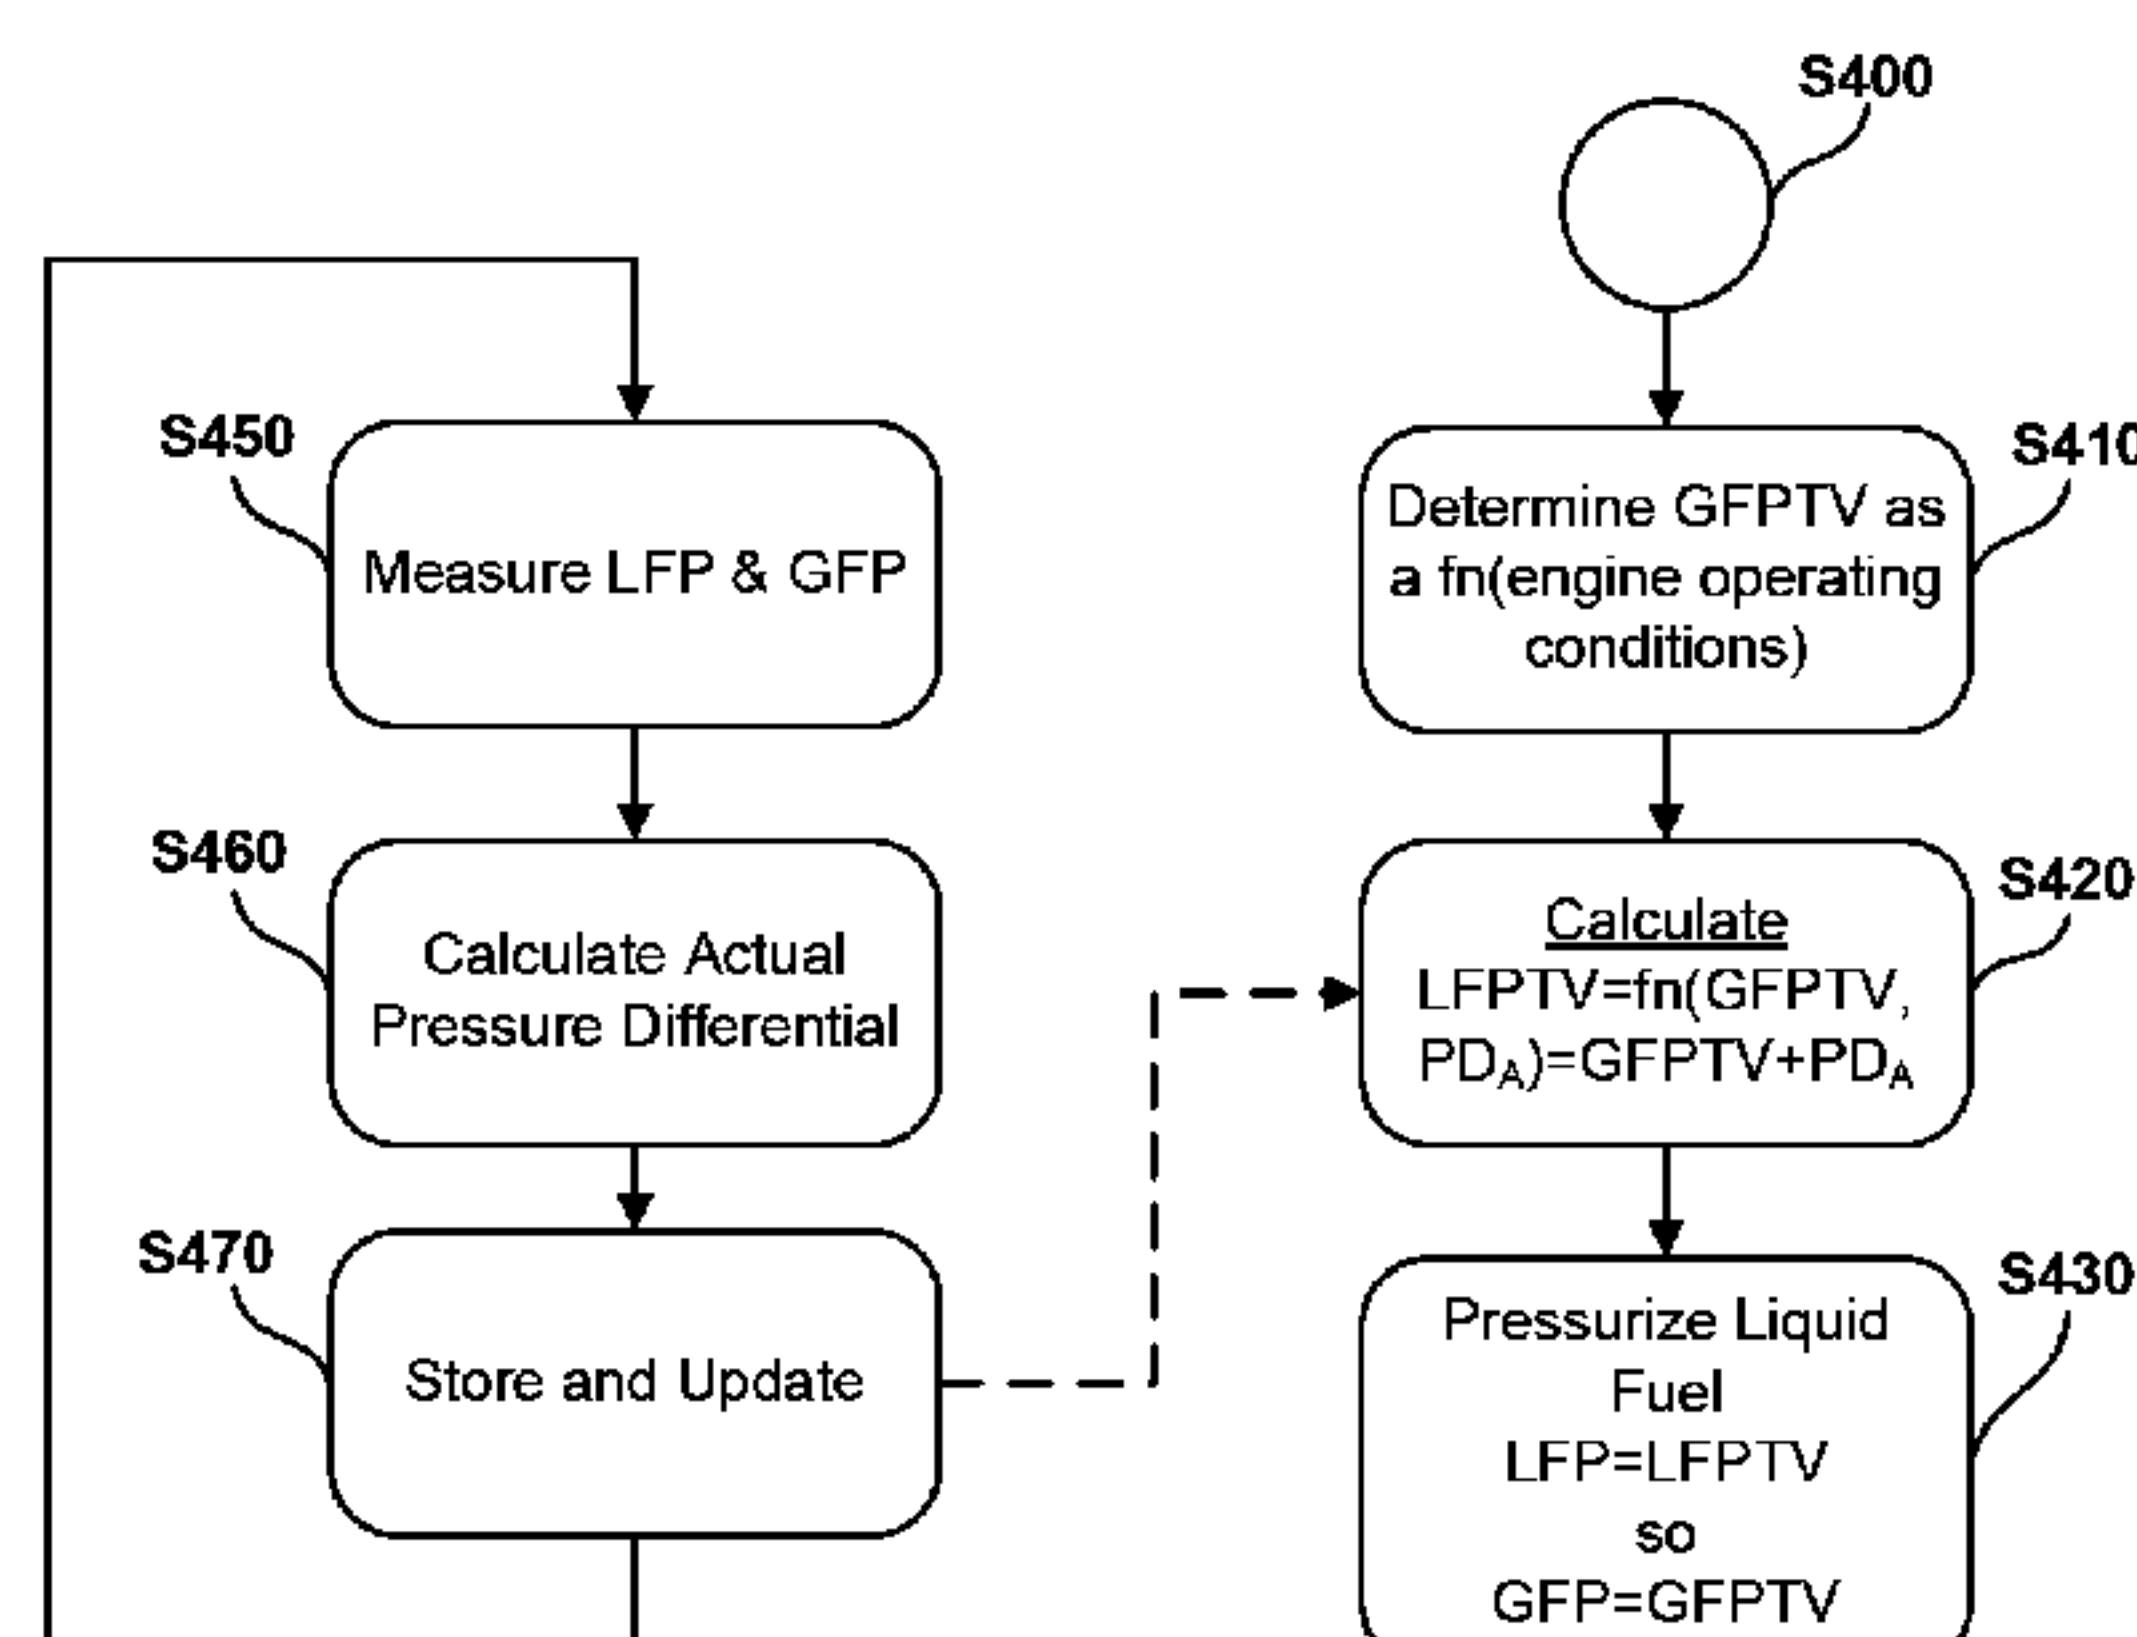 S400
S450
Measure LFP & GFP
S410
Determine GFPTV as
a fn(engine operating
conditions)
S460
Calculate Actual
Pressure Differential
S420
Calculate
LFPTV=fn(GFPTV,
PDA)=GFPTV+PDA
S470
Store and Update
S430
Pressurize Liquid
Fuel
LFP=LFPTV
so
GFP=GFPTV